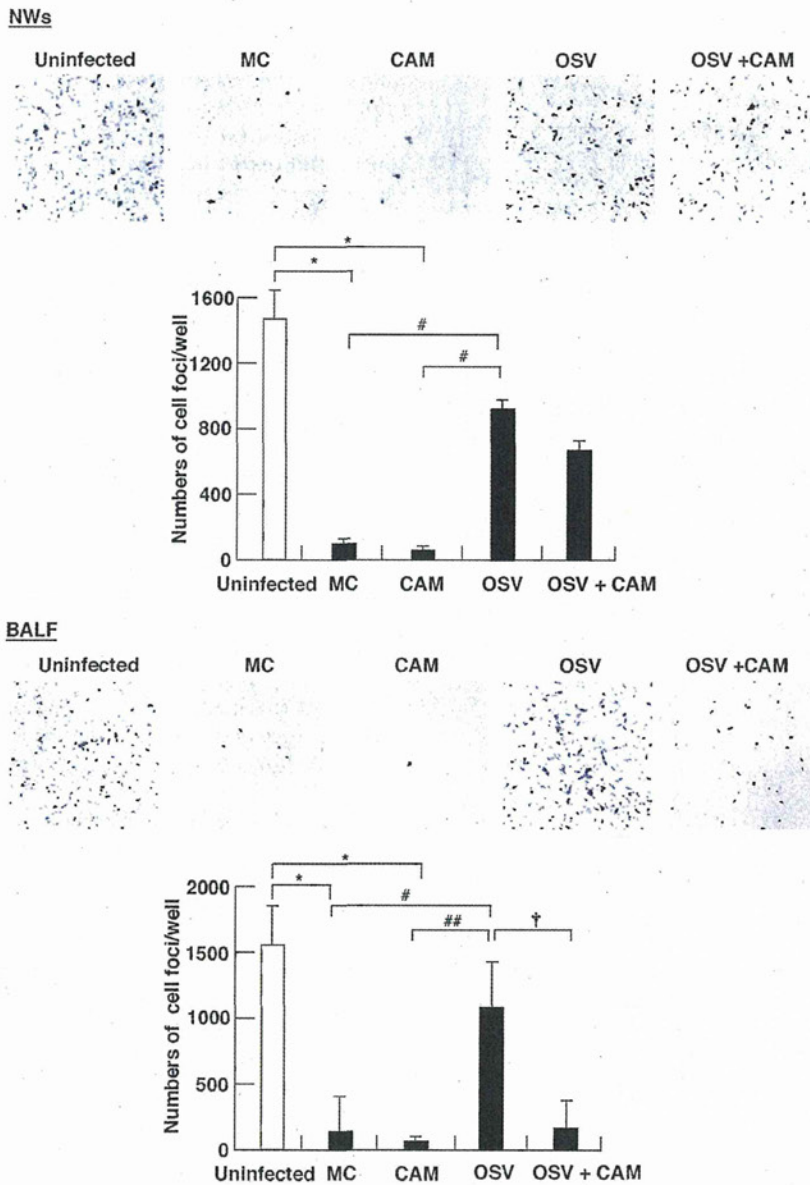 NWs
Uninfected MC CAM OSV OSV +CAM
*
*
#
#
Numbers of cell foci/well
1600
1200
800
400
0
Uninfected MC CAM OSV OSV + CAM
BALF
Uninfected MC CAM OSV OSV +CAM
*
*
#
##
†
Numbers of cell foci/well
2000
1500
1000
500
0
Uninfected MC CAM OSV OSV + CAM